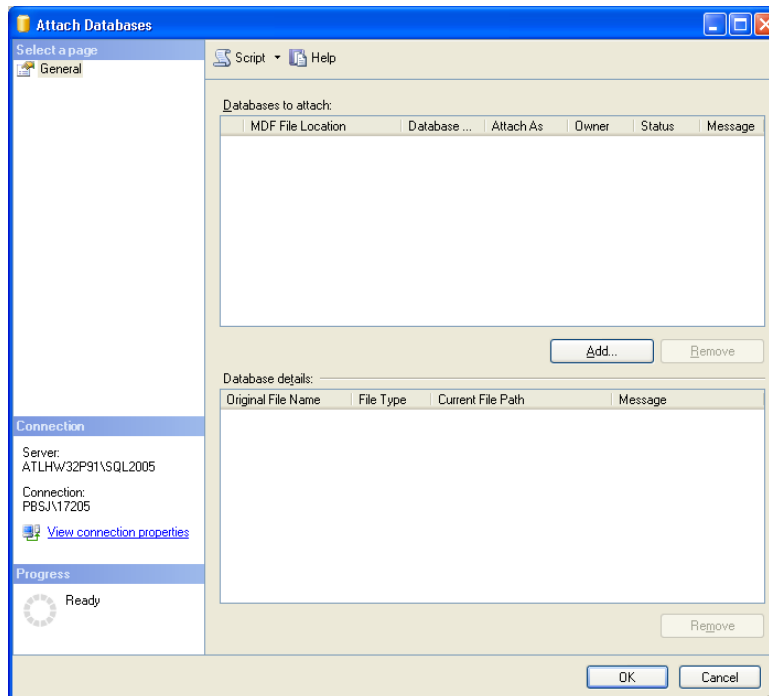 Attach Databases
Select a page
General
Script Help
Databases to attach:
MDF File Location Database ... Attach As Owner Status Message
Add... Remove
Database details:
Original File Name File Type Current File Path Message
Connection
Server:
ATLHW32P91\SQL2005
Connection:
PBSJ\17205
View connection properties
Progress
Ready
Remove
OK Cancel